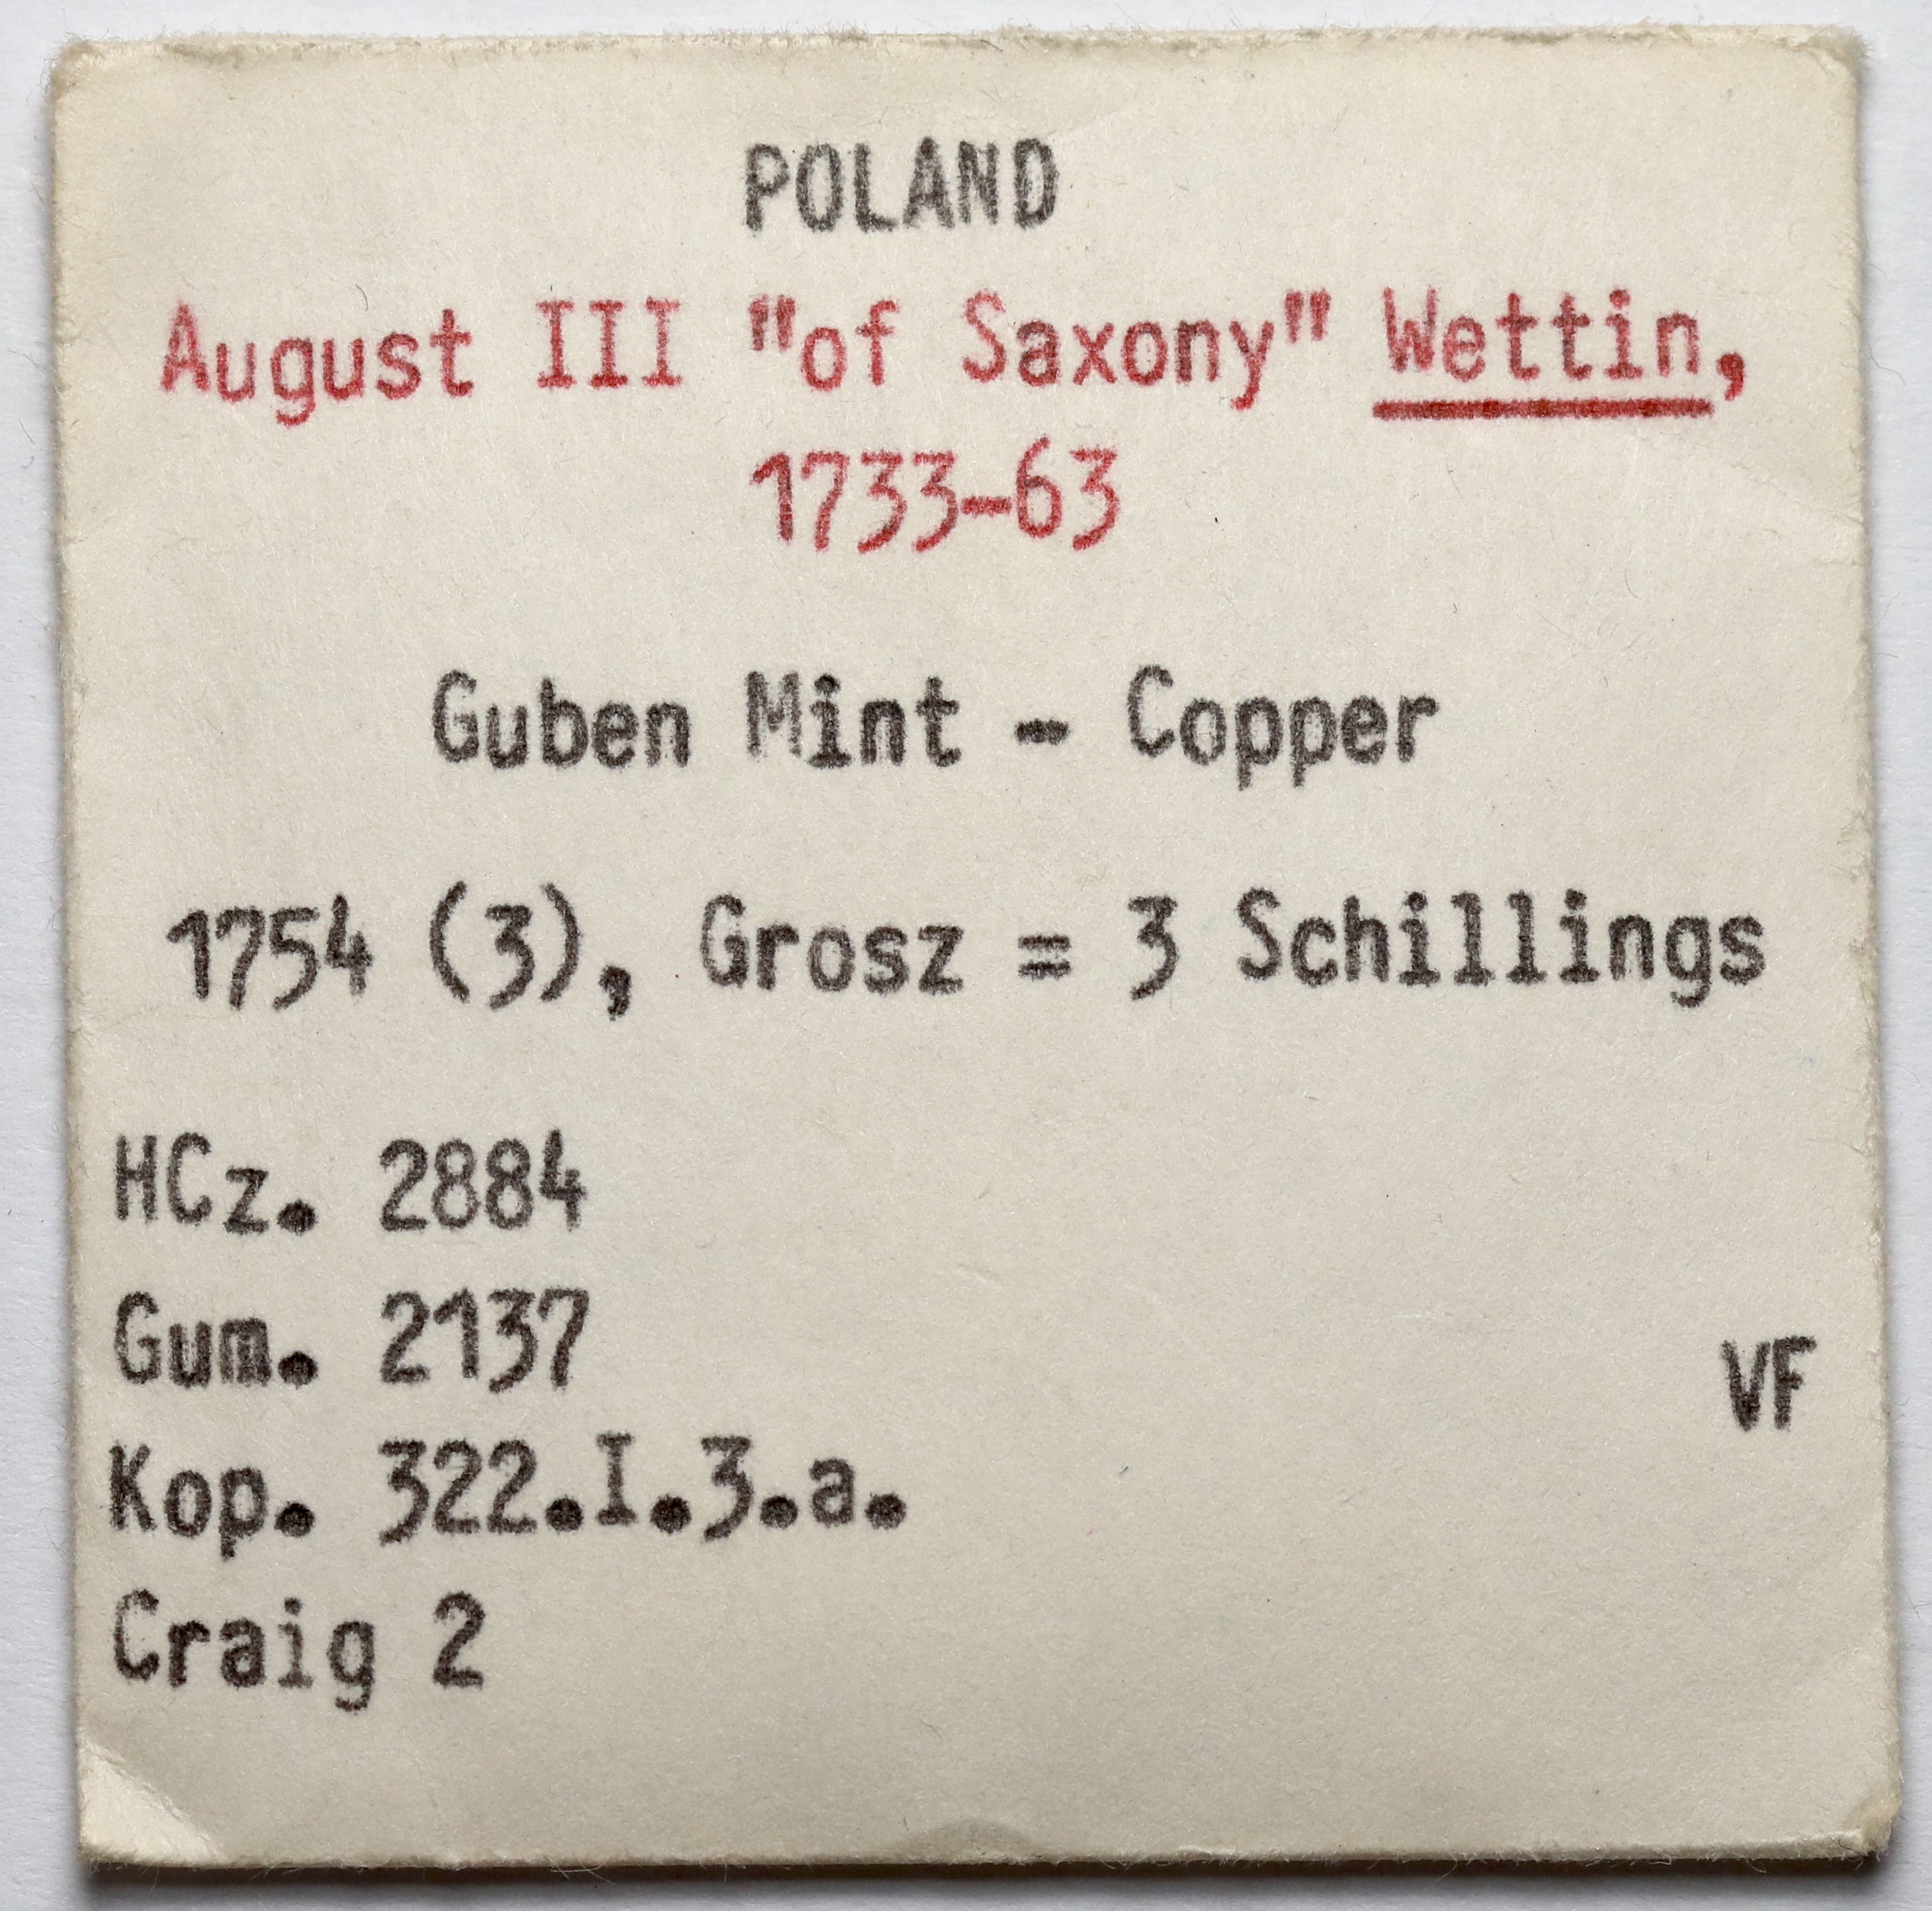 POLAND
August III "of Saxony" Wettin,
1733-63
Guben Mint - Copper
1754 (3), Grosz = 3 Schillings
HCz. 2884
Gum. 2137
VF
Kop. 322.I.3.a.
Craig 2